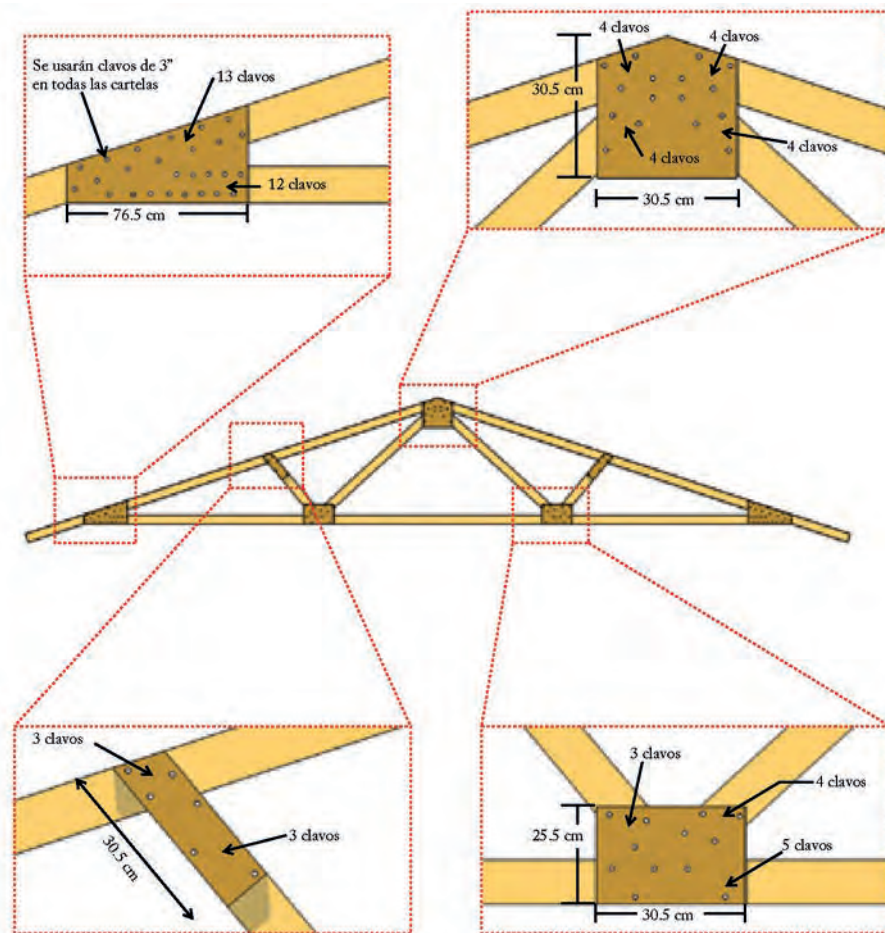 Se usarán clavos de 3”
en todas las cartelas
13 clavos
12 clavos
76.5 cm
4 clavos
4 clavos
30.5 cm
4 clavos
4 clavos
30.5 cm
3 clavos
3 clavos
30.5 cm
3 clavos
4 clavos
25.5 cm
5 clavos
30.5 cm